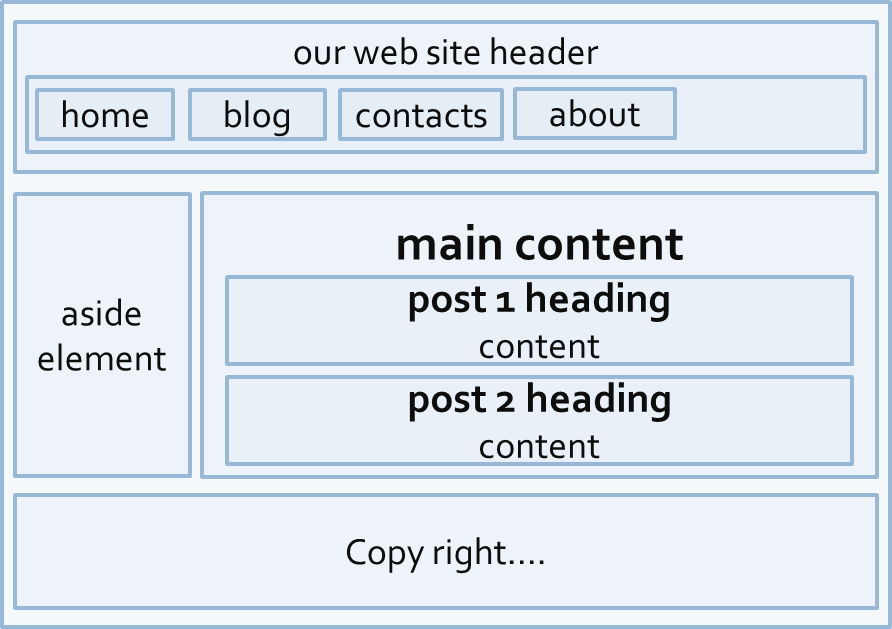 our web site header
home blog contacts about
aside
element
main content
post 1 heading
content
post 2 heading
content
Copy right....